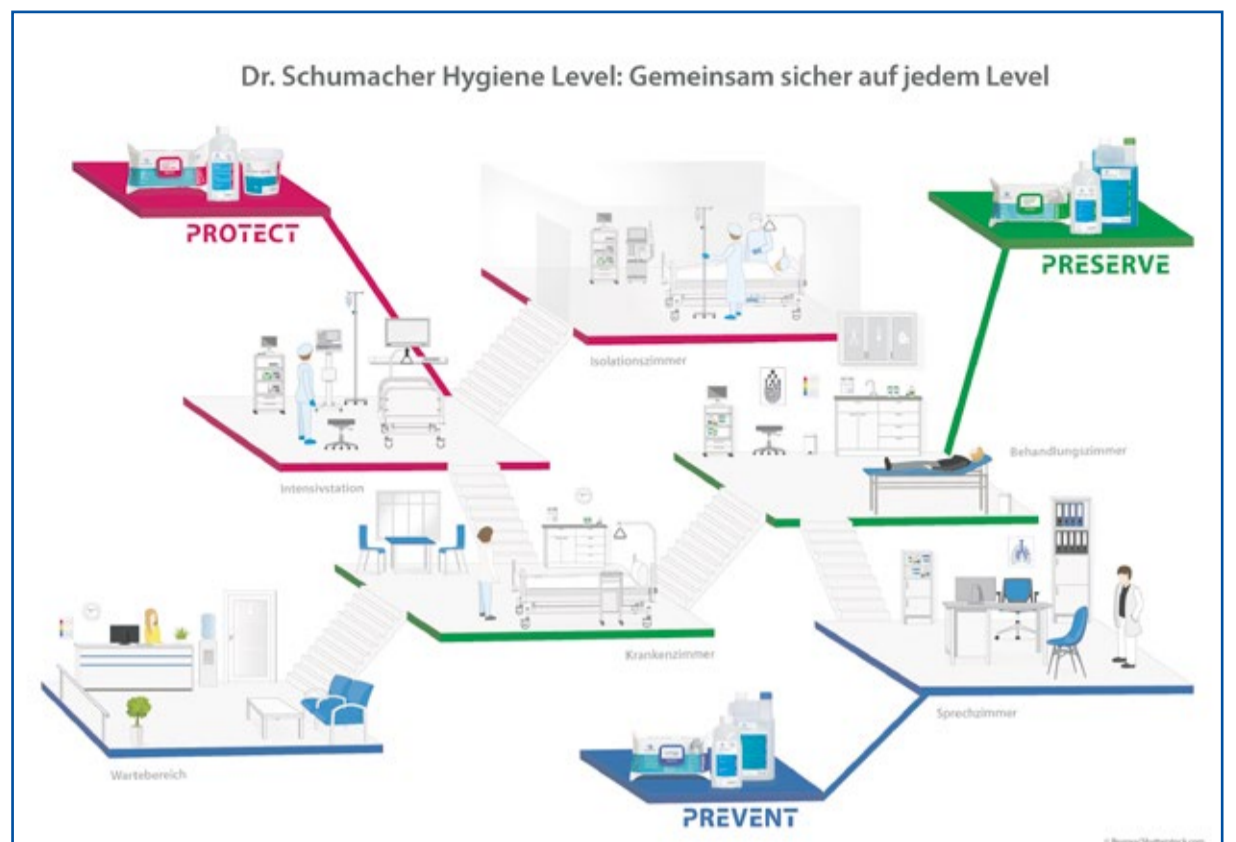 Dr. Schumacher Hygiene Level: Gemeinsam sicher auf jedem Level
PROTECT
PRESERVE
Isolationszimmer
Behandlungszimmer
Intensivstation
Krankenzimmer
Sprechzimmer
Wartebereich
PREVENT